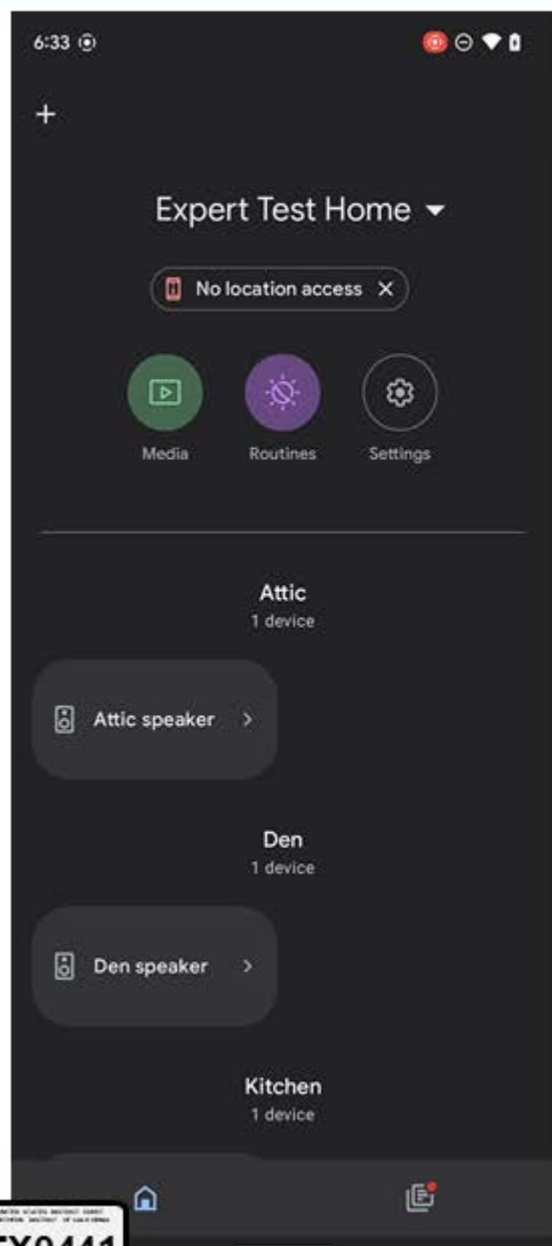 6:33
Expert Test Home
No location access
Media Routines Settings
Attic
1 device
Attic speaker
Den
1 device
Den speaker
Kitchen
1 device